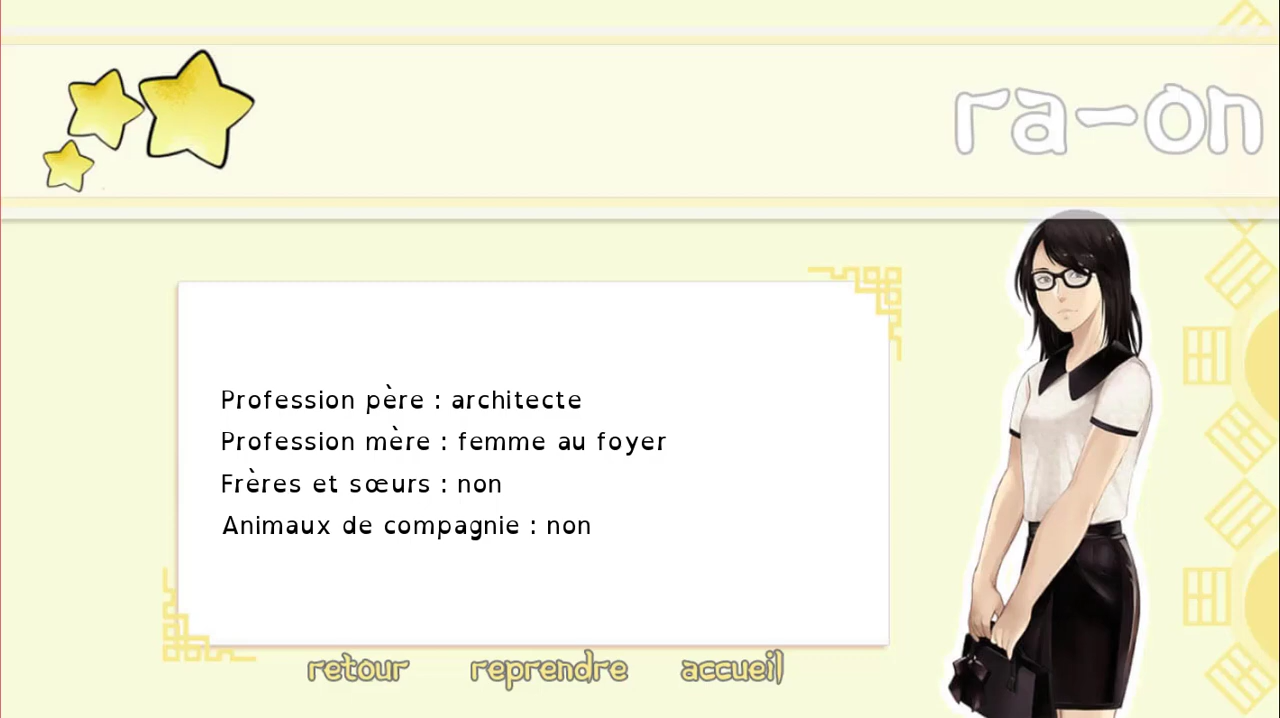 ra-on
Profession père : architecte
Profession mère : femme au foyer
Frères et sœurs : non
Animaux de compagnie : non
retour reprendre accueil